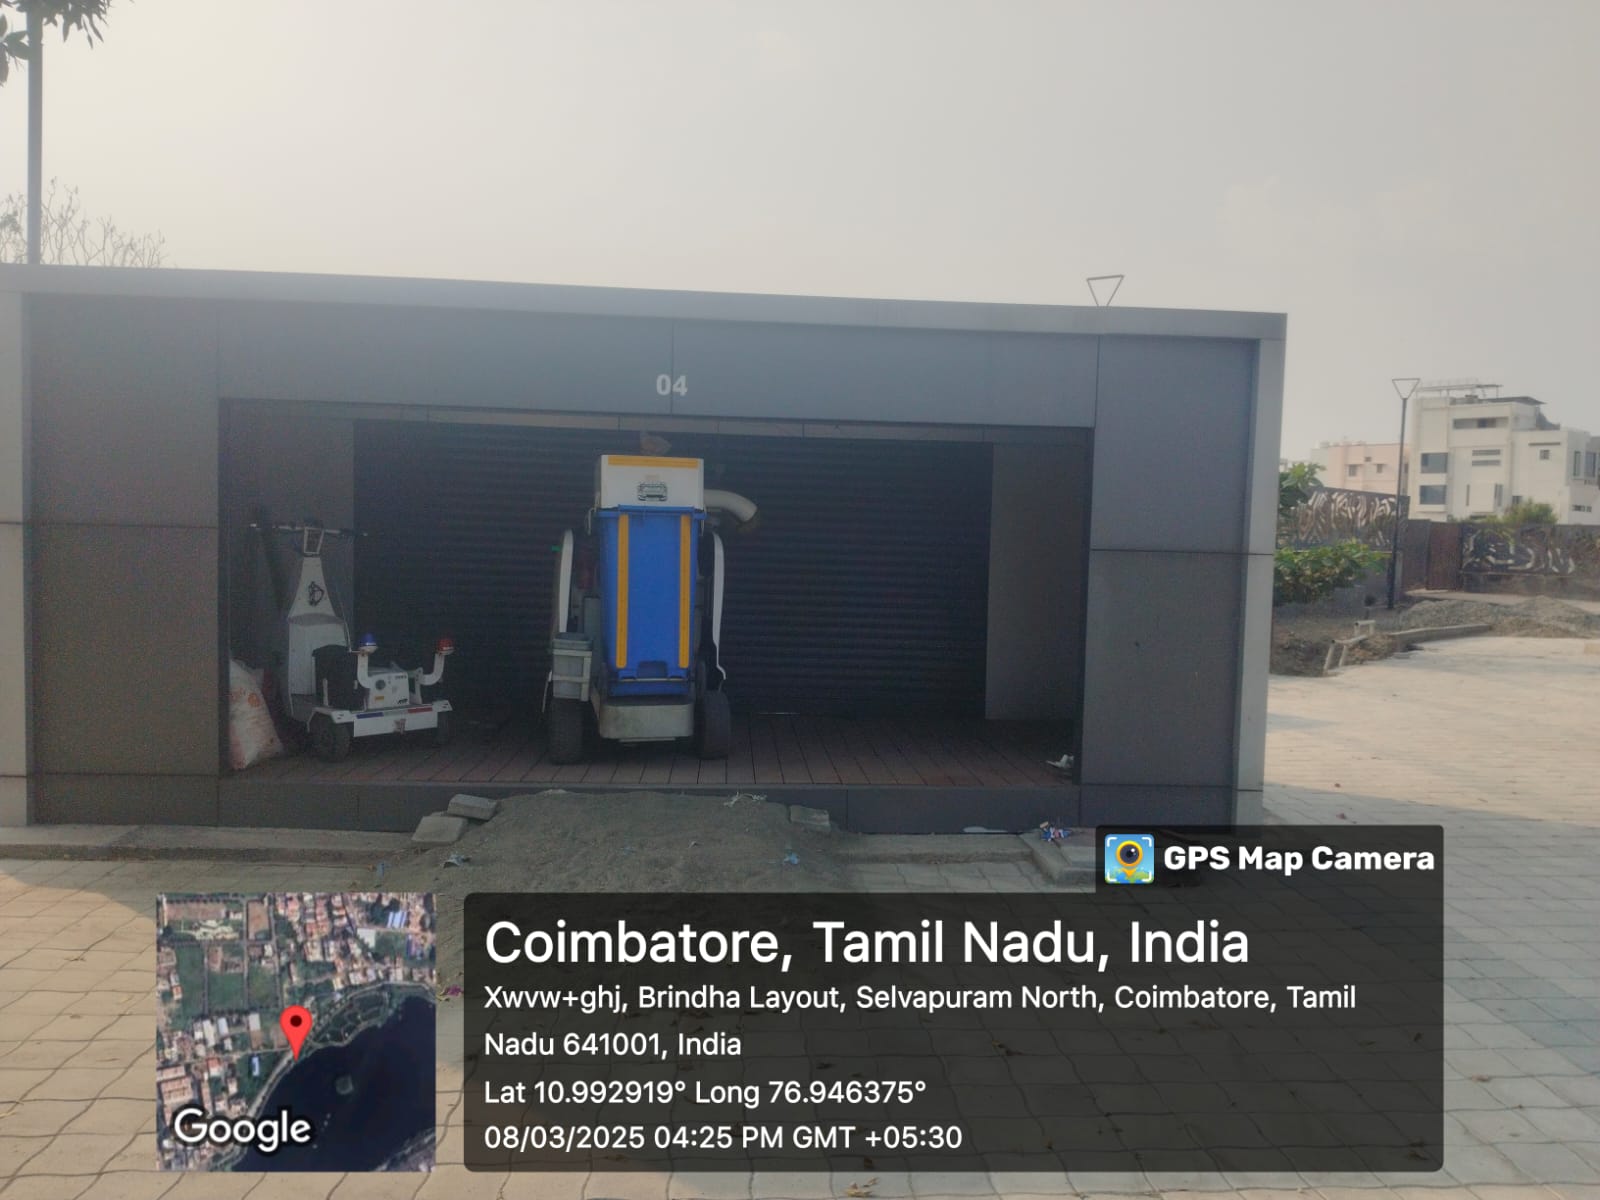 04
GPS Map Camera
Coimbatore, Tamil Nadu, India
Xwvw+ghj, Brindha Layout, Selvapuram North, Coimbatore, Tamil
Nadu 641001, India
Lat 10.992919° Long 76.946375°
08/03/2025 04:25 PM GMT +05:30
Google